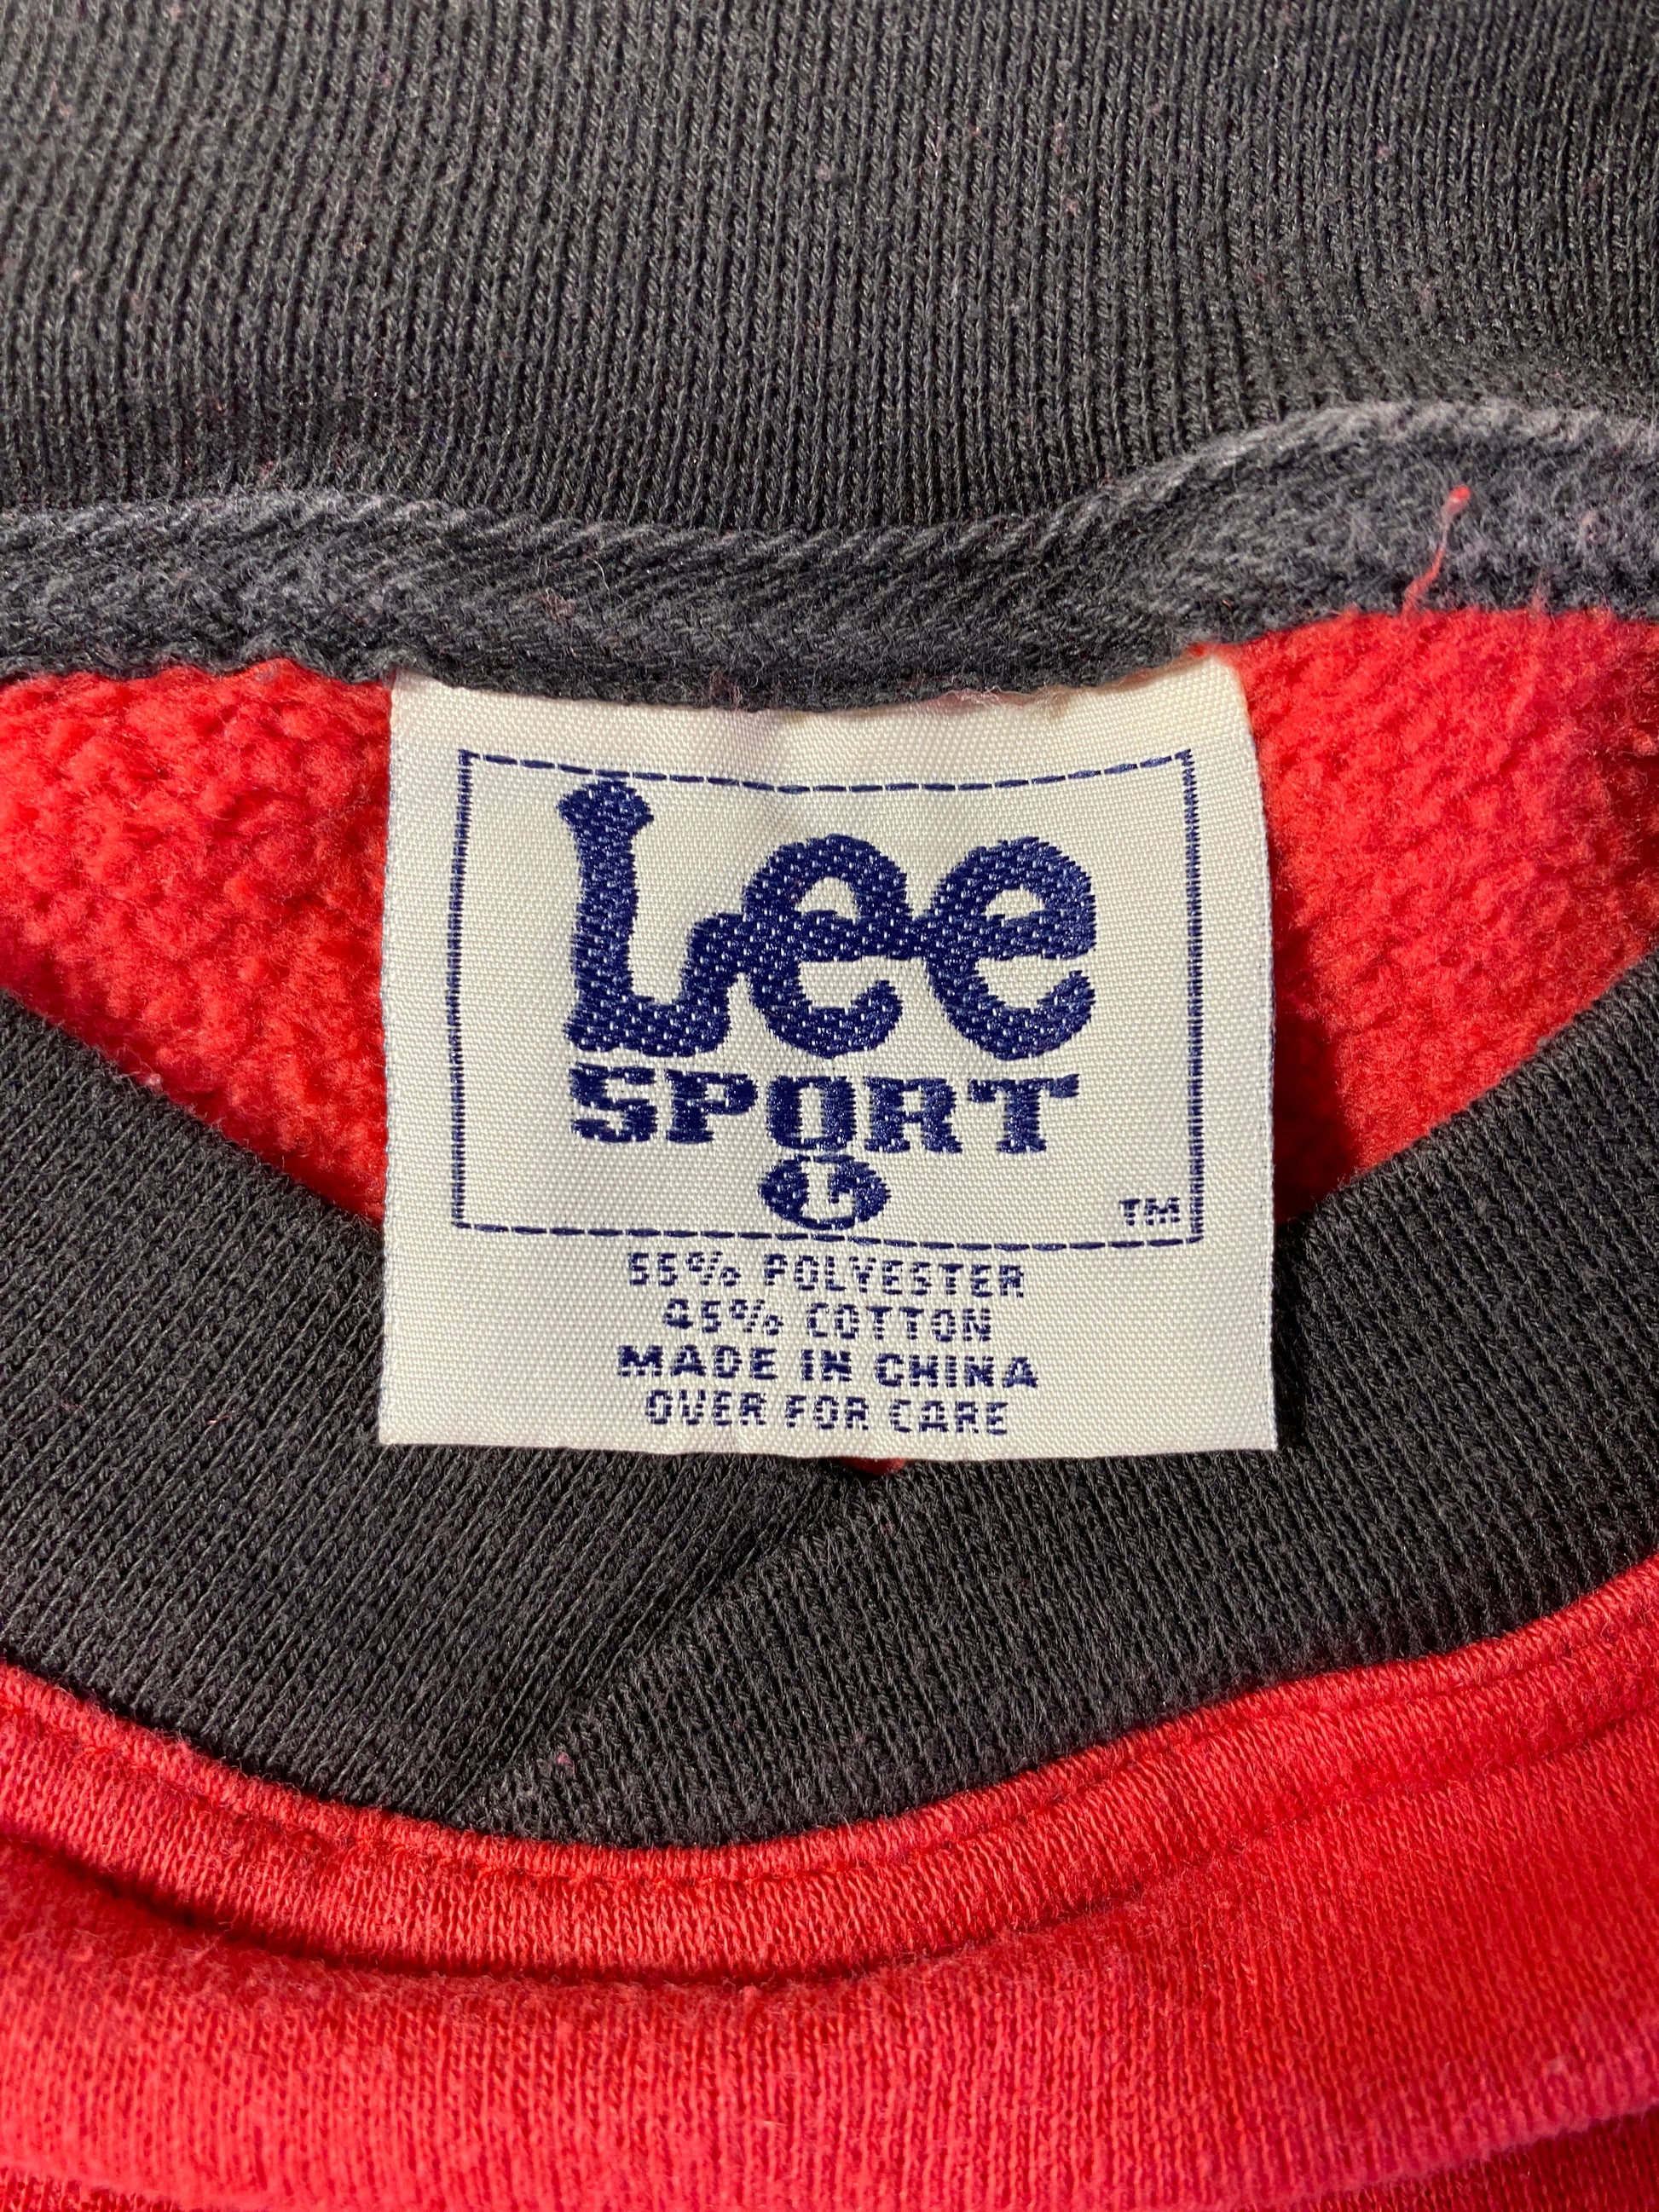 Lee
SPORT
L
TM
55% POLYESTER
45% COTTON
MADE IN CHINA
OVER FOR CARE